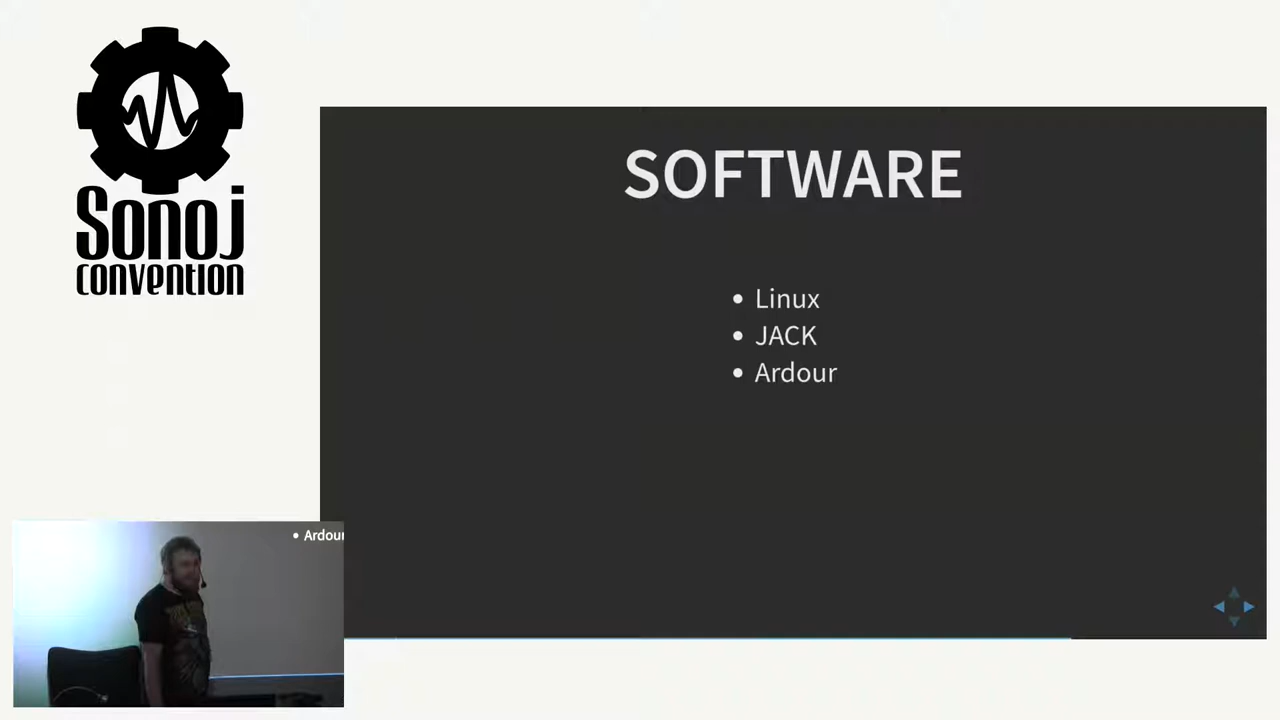 Sonoj
convention
SOFTWARE
• Linux
• JACK
• Ardour
• Ardour